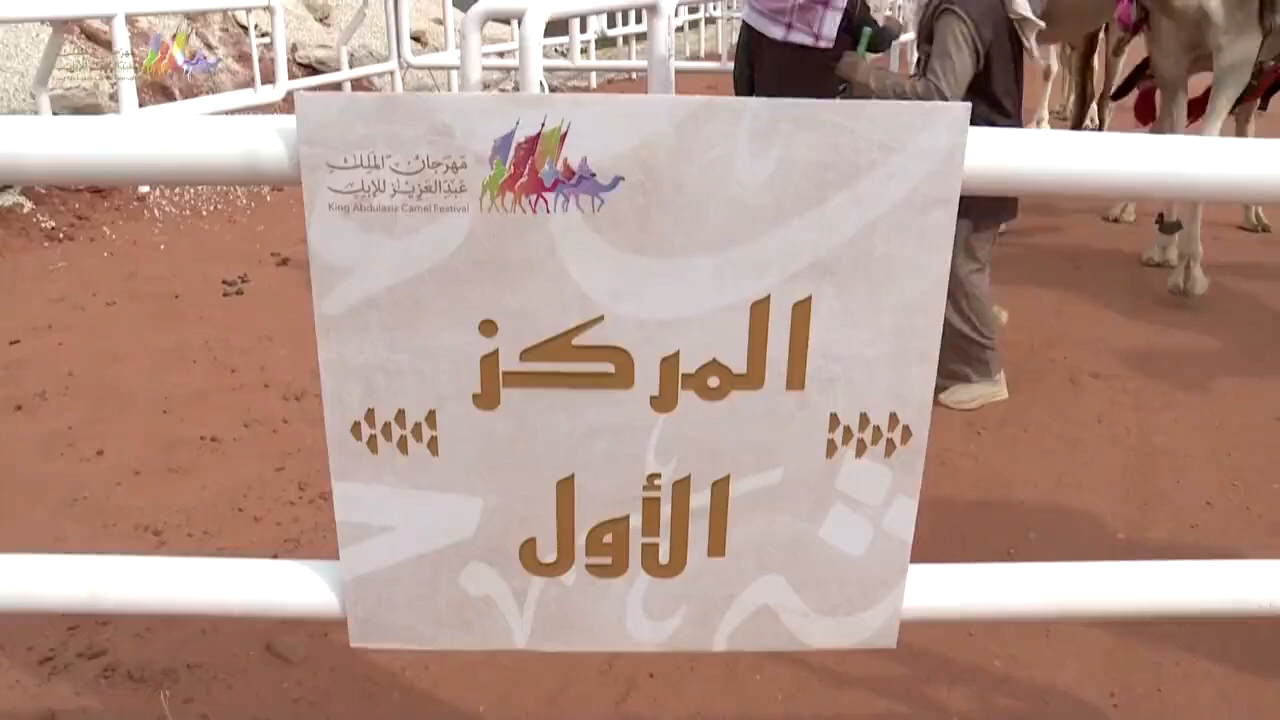 مهرجان الملك
عبدالعزيز للإبل
King Abdulaziz Camel Festival
المركز
الأول